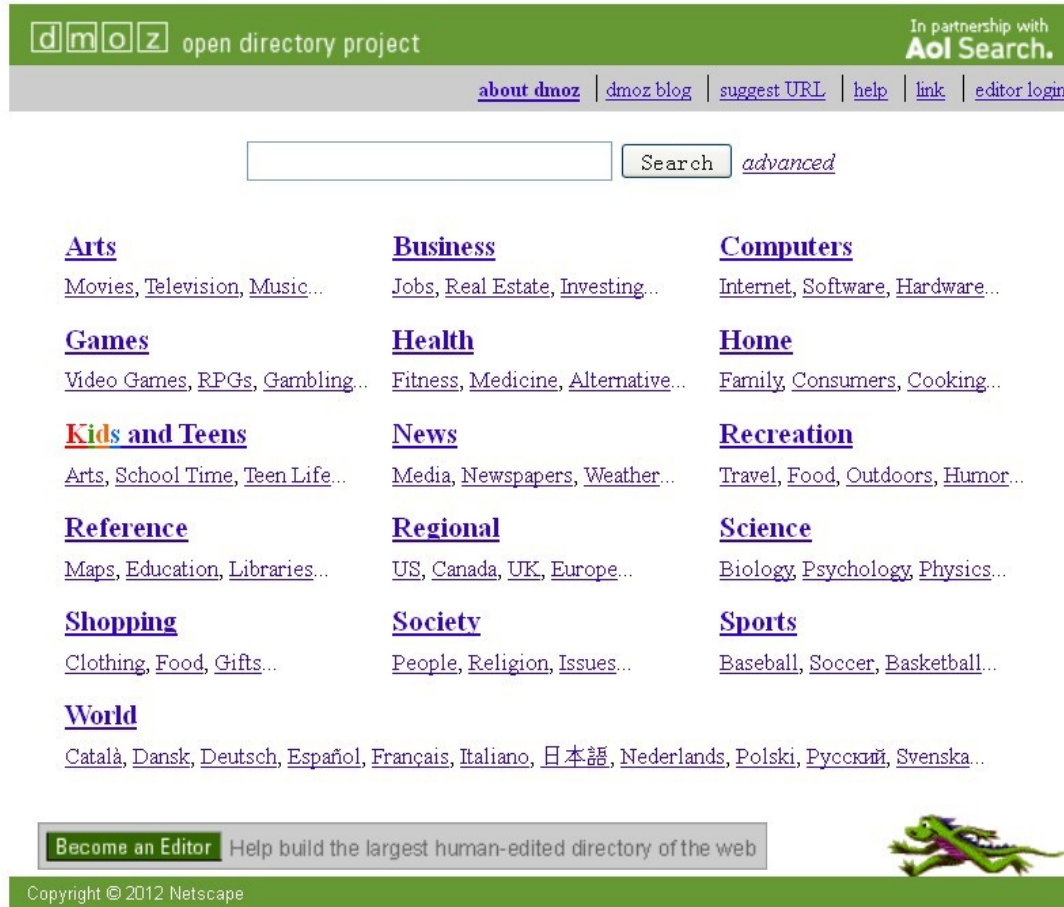 dmoz open directory project
In partnership with
Aol Search.
about dmoz | dmoz blog | suggest URL | help | link | editor login
Search advanced
Arts Business Computers
Movies, Television, Music... Jobs, Real Estate, Investing... Internet, Software, Hardware...
Games Health Home
Video Games, RPGs, Gambling... Fitness, Medicine, Alternative... Family, Consumers, Cooking...
Kids and Teens News Recreation
Arts, School Time, Teen Life... Media, Newspapers, Weather... Travel, Food, Outdoors, Humor...
Reference Regional Science
Maps, Education, Libraries... US, Canada, UK, Europe... Biology, Psychology, Physics...
Shopping Society Sports
Clothing, Food, Gifts... People, Religion, Issues... Baseball, Soccer, Basketball...
World
Català, Dansk, Deutsch, Español, Français, Italiano, 日本語, Nederlands, Polski, Русский, Svenska...
Become an Editor Help build the largest human-edited directory of the web
Copyright © 2012 Netscape